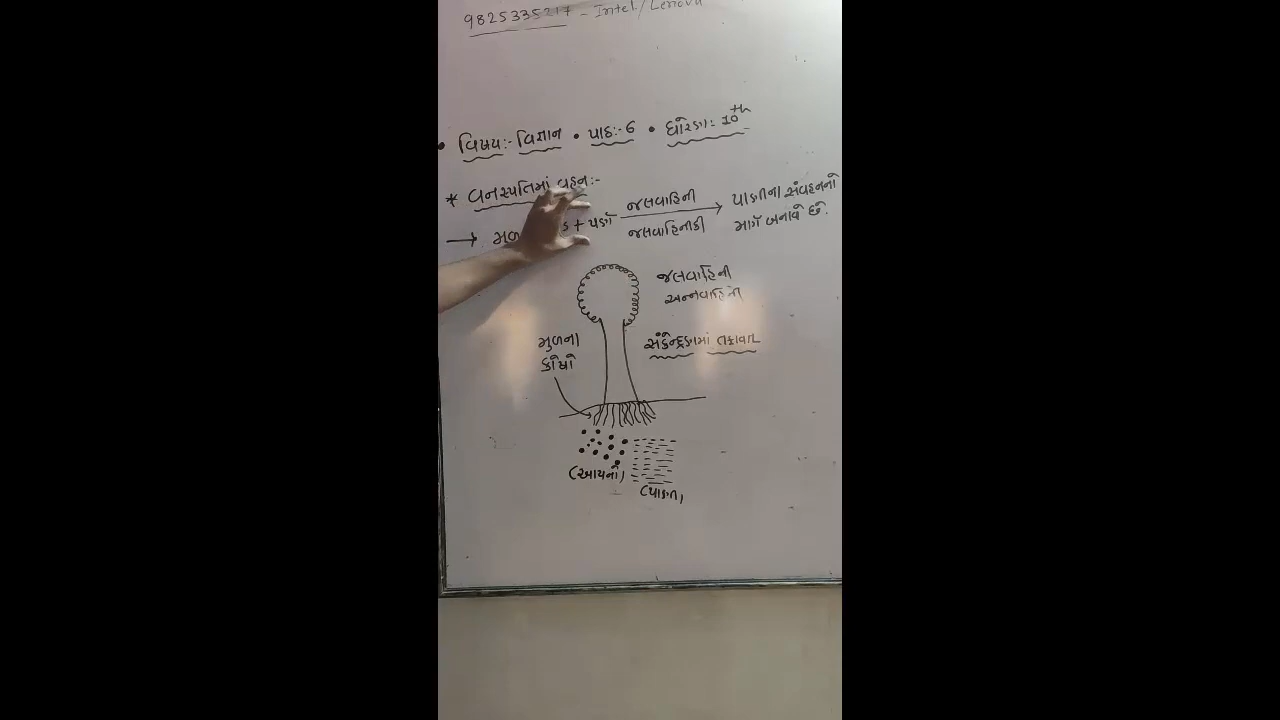 9825335217 - Intel/Lenovo
• વિષય:- વિજ્ઞાન • પાઠ:- 6 • ધોરણ: 10th
* વનસ્પતિમાં વહન:-
→ મૂળ + પર્ણો જલવાહિની જલવાહિનીકી → પાણીના સંવહનનો માર્ગ બનાવે છે.
જલવાહિની
અન્નવાહિની
મુળના કોષો
સંકેન્દ્રણમાં તફાવત
(આયનો)
(પાણી)